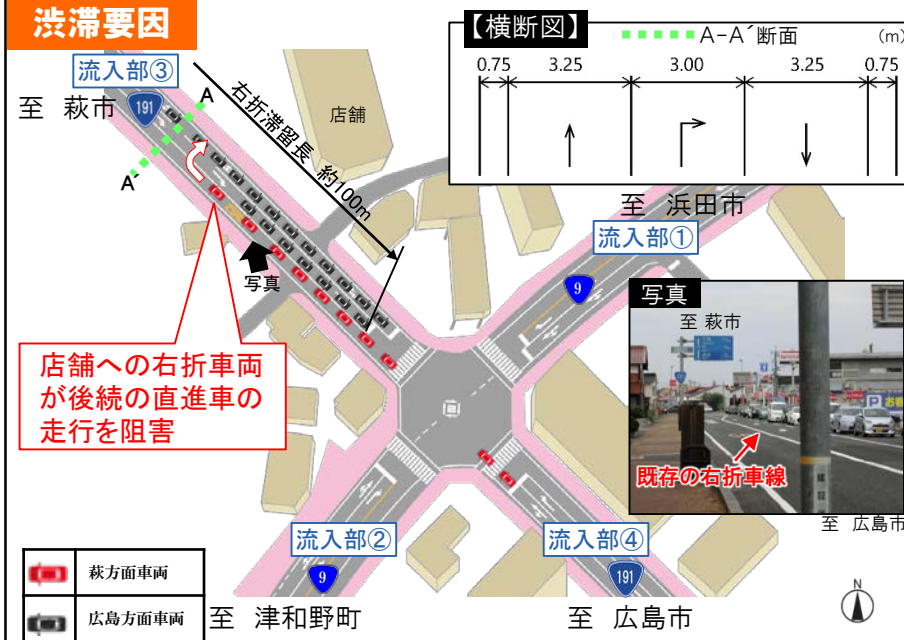 渋滞要因
【横断図】
A-A´断面
(m)
0.75
3.25
3.00
3.25
0.75
流入部③
至 萩市
191
A
A´
右折滞留長 約100m
店舗
写真
至 浜田市
流入部①
9
店舗への右折車両
が後続の直進車の
走行を阻害
写真
至 萩市
P
既存の右折車線
至 広島市
流入部②
9
至 津和野町
流入部④
191
至 広島市
萩方面車両
広島方面車両
N